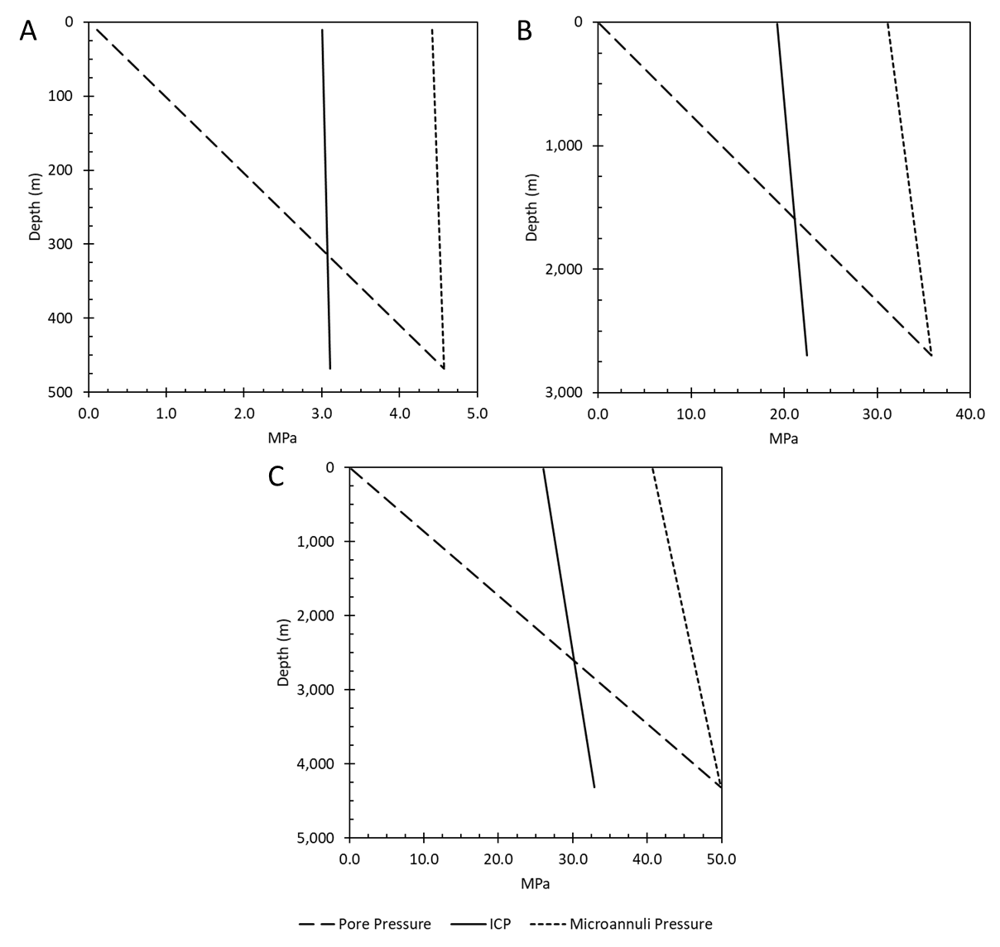 A
0
100
200
300
400
500
Depth (m)
0.0 1.0 2.0 3.0 4.0 5.0
MPa
B
0
1,000
2,000
3,000
Depth (m)
0.0 10.0 20.0 30.0 40.0
MPa
C
0
1,000
2,000
3,000
4,000
5,000
Depth (m)
0.0 10.0 20.0 30.0 40.0 50.0
MPa
Pore Pressure ICP Microannuli Pressure